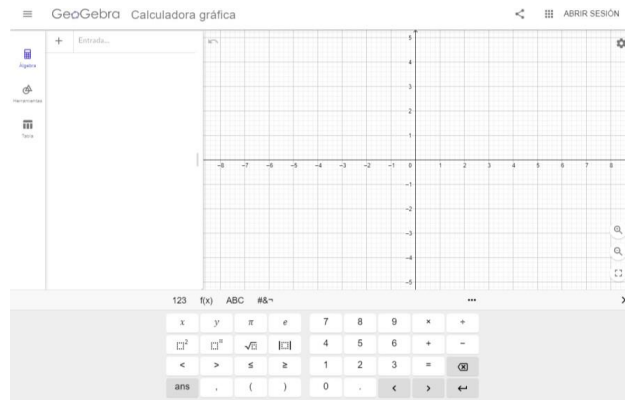 GeoGebra Calculadora gráfica
ABRIR SESIÓN
+ Entrada...
Álgebra
Herramientas
Tabla
5
4
3
2
1
-8 -7 -6 -5 -4 -3 -2 -1 0 1 2 3 4 5 6 7 8
-1
-2
-3
-4
-5
123 f(x) ABC #&¬
x y π e 7 8 9 × ÷
□² □ⁿ √□ |□| 4 5 6 + −
< > ≤ ≥ 1 2 3 =
ans , ( ) 0 . < >